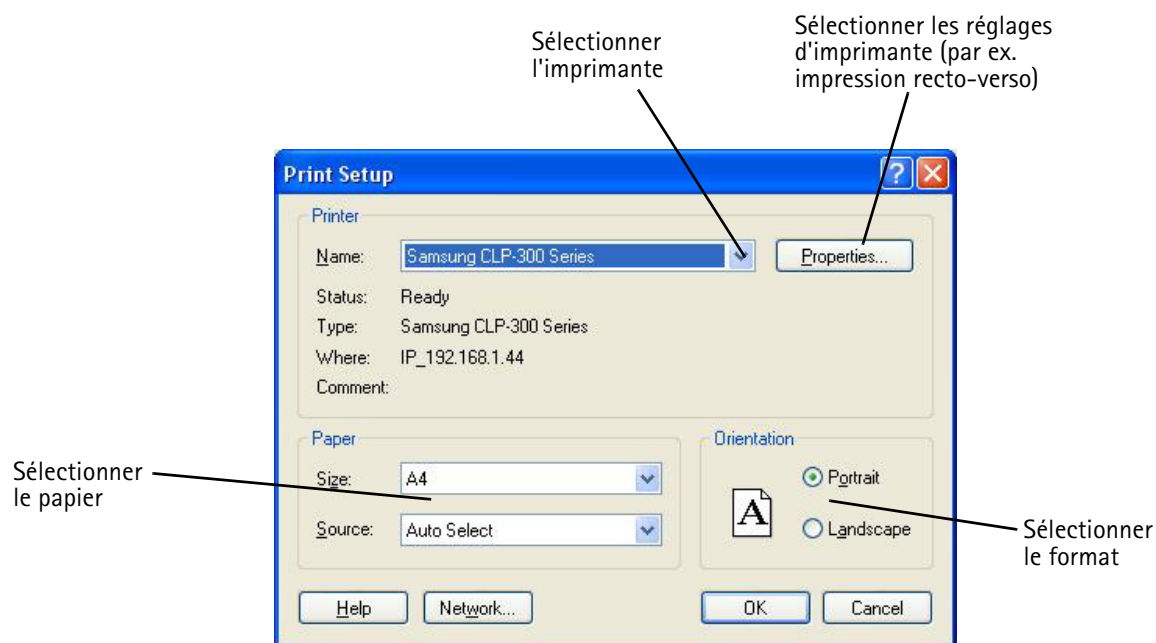 Sélectionner les réglages
d'imprimante (par ex.
impression recto-verso)
Sélectionner
l'imprimante
Print Setup
Printer
Name: Samsung CLP-300 Series Properties...
Status: Ready
Type: Samsung CLP-300 Series
Where: IP_192.168.1.44
Comment:
Paper
Size: A4
Source: Auto Select
Orientation
A
Portrait
Landscape
Sélectionner
le papier
Sélectionner
le format
Help Network... OK Cancel